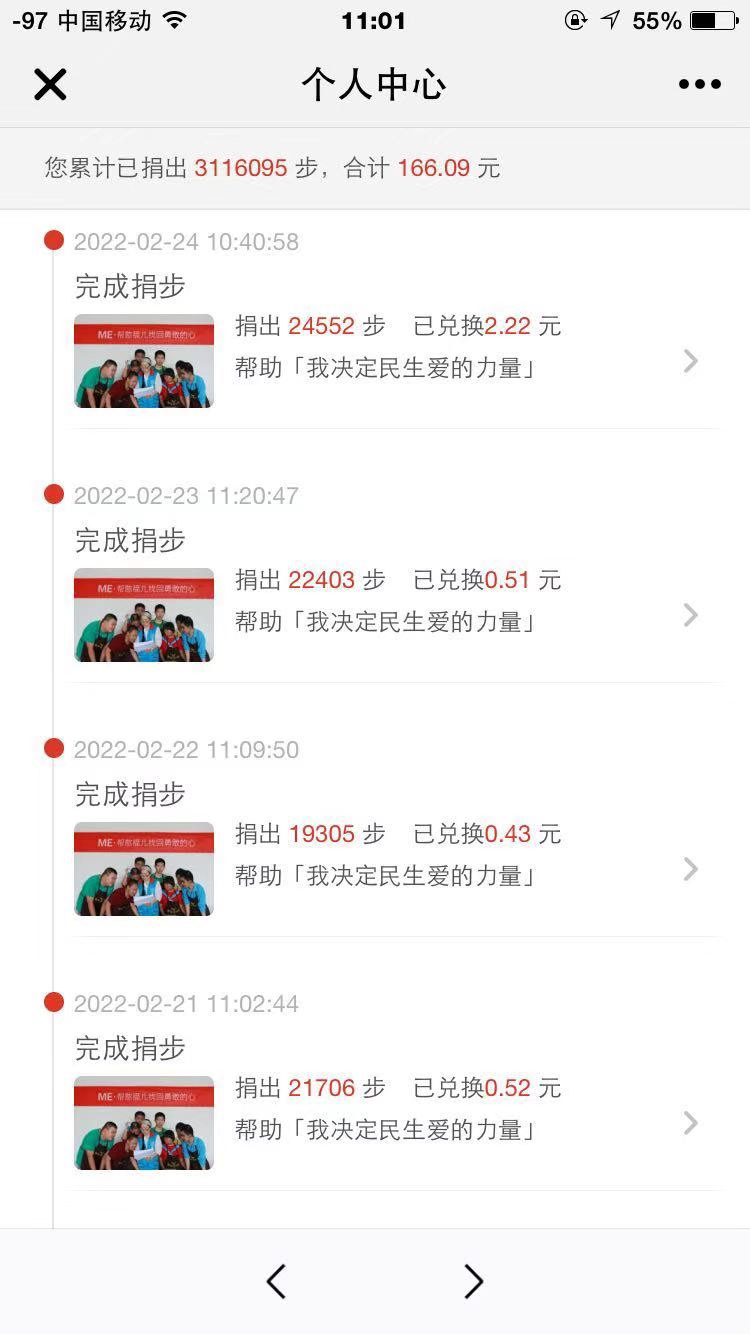 -97 中国移动 11:01 55%
个人中心
您累计已捐出 3116095 步，合计 166.09 元
2022-02-24 10:40:58
完成捐步
ME·帮憨福儿找回勇敢的心
捐出 24552 步 已兑换2.22 元
帮助「我决定民生爱的力量」
2022-02-23 11:20:47
完成捐步
ME·帮憨福儿找回勇敢的心
捐出 22403 步 已兑换0.51 元
帮助「我决定民生爱的力量」
2022-02-22 11:09:50
完成捐步
ME·帮憨福儿找回勇敢的心
捐出 19305 步 已兑换0.43 元
帮助「我决定民生爱的力量」
2022-02-21 11:02:44
完成捐步
ME·帮憨福儿找回勇敢的心
捐出 21706 步 已兑换0.52 元
帮助「我决定民生爱的力量」